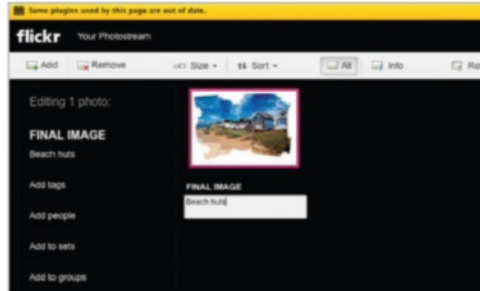 Some plugins used by this page are out of date.
flickr Your Photostream
Add Remove Size Sort All Info
Editing 1 photo:
FINAL IMAGE
Beach huts
Add tags
FINAL IMAGE
Beach huts
Add people
Add to sets
Add to groups